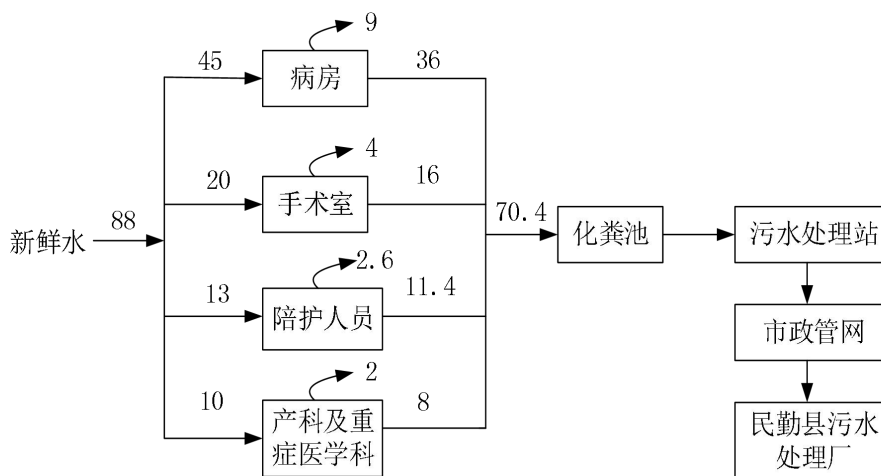 9
45
病房
36
4
20
手术室
16
88
新鲜水
70.4
化粪池
污水处理站
2.6
13
陪护人员
11.4
市政管网
2
10
产科及重
症医学科
8
民勤县污水
处理厂